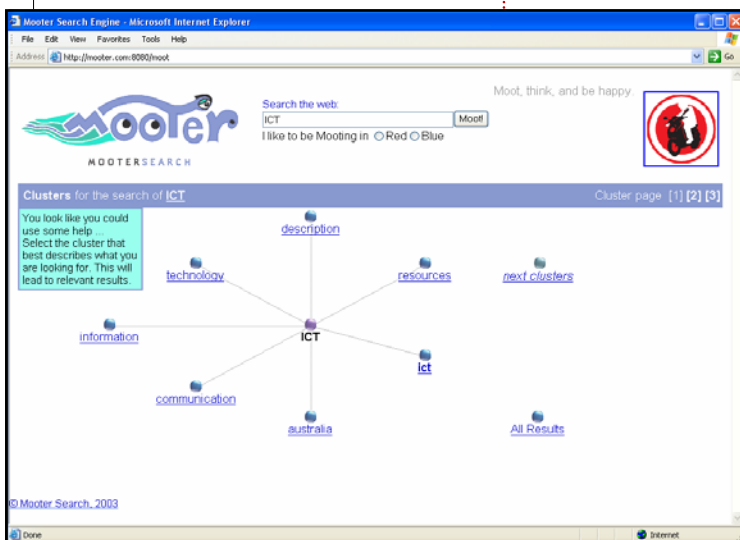 Mooter Search Engine - Microsoft Internet Explorer
File Edit View Favorites Tools Help
Address http://mooter.com:8080/moot Go
Moot, think, and be happy.
mooter
MOOTERSEARCH
Search the web:
ICT Moot!
I like to be Mooting in Red Blue
Clusters for the search of ICT Cluster page [1] [2] [3]
You look like you could
use some help ...
Select the cluster that
best describes what you
are looking for. This will
lead to relevant results.
description
technology
resources
next clusters
information
ICT
ict
communication
australia
All Results
© Mooter Search, 2003
Done Internet